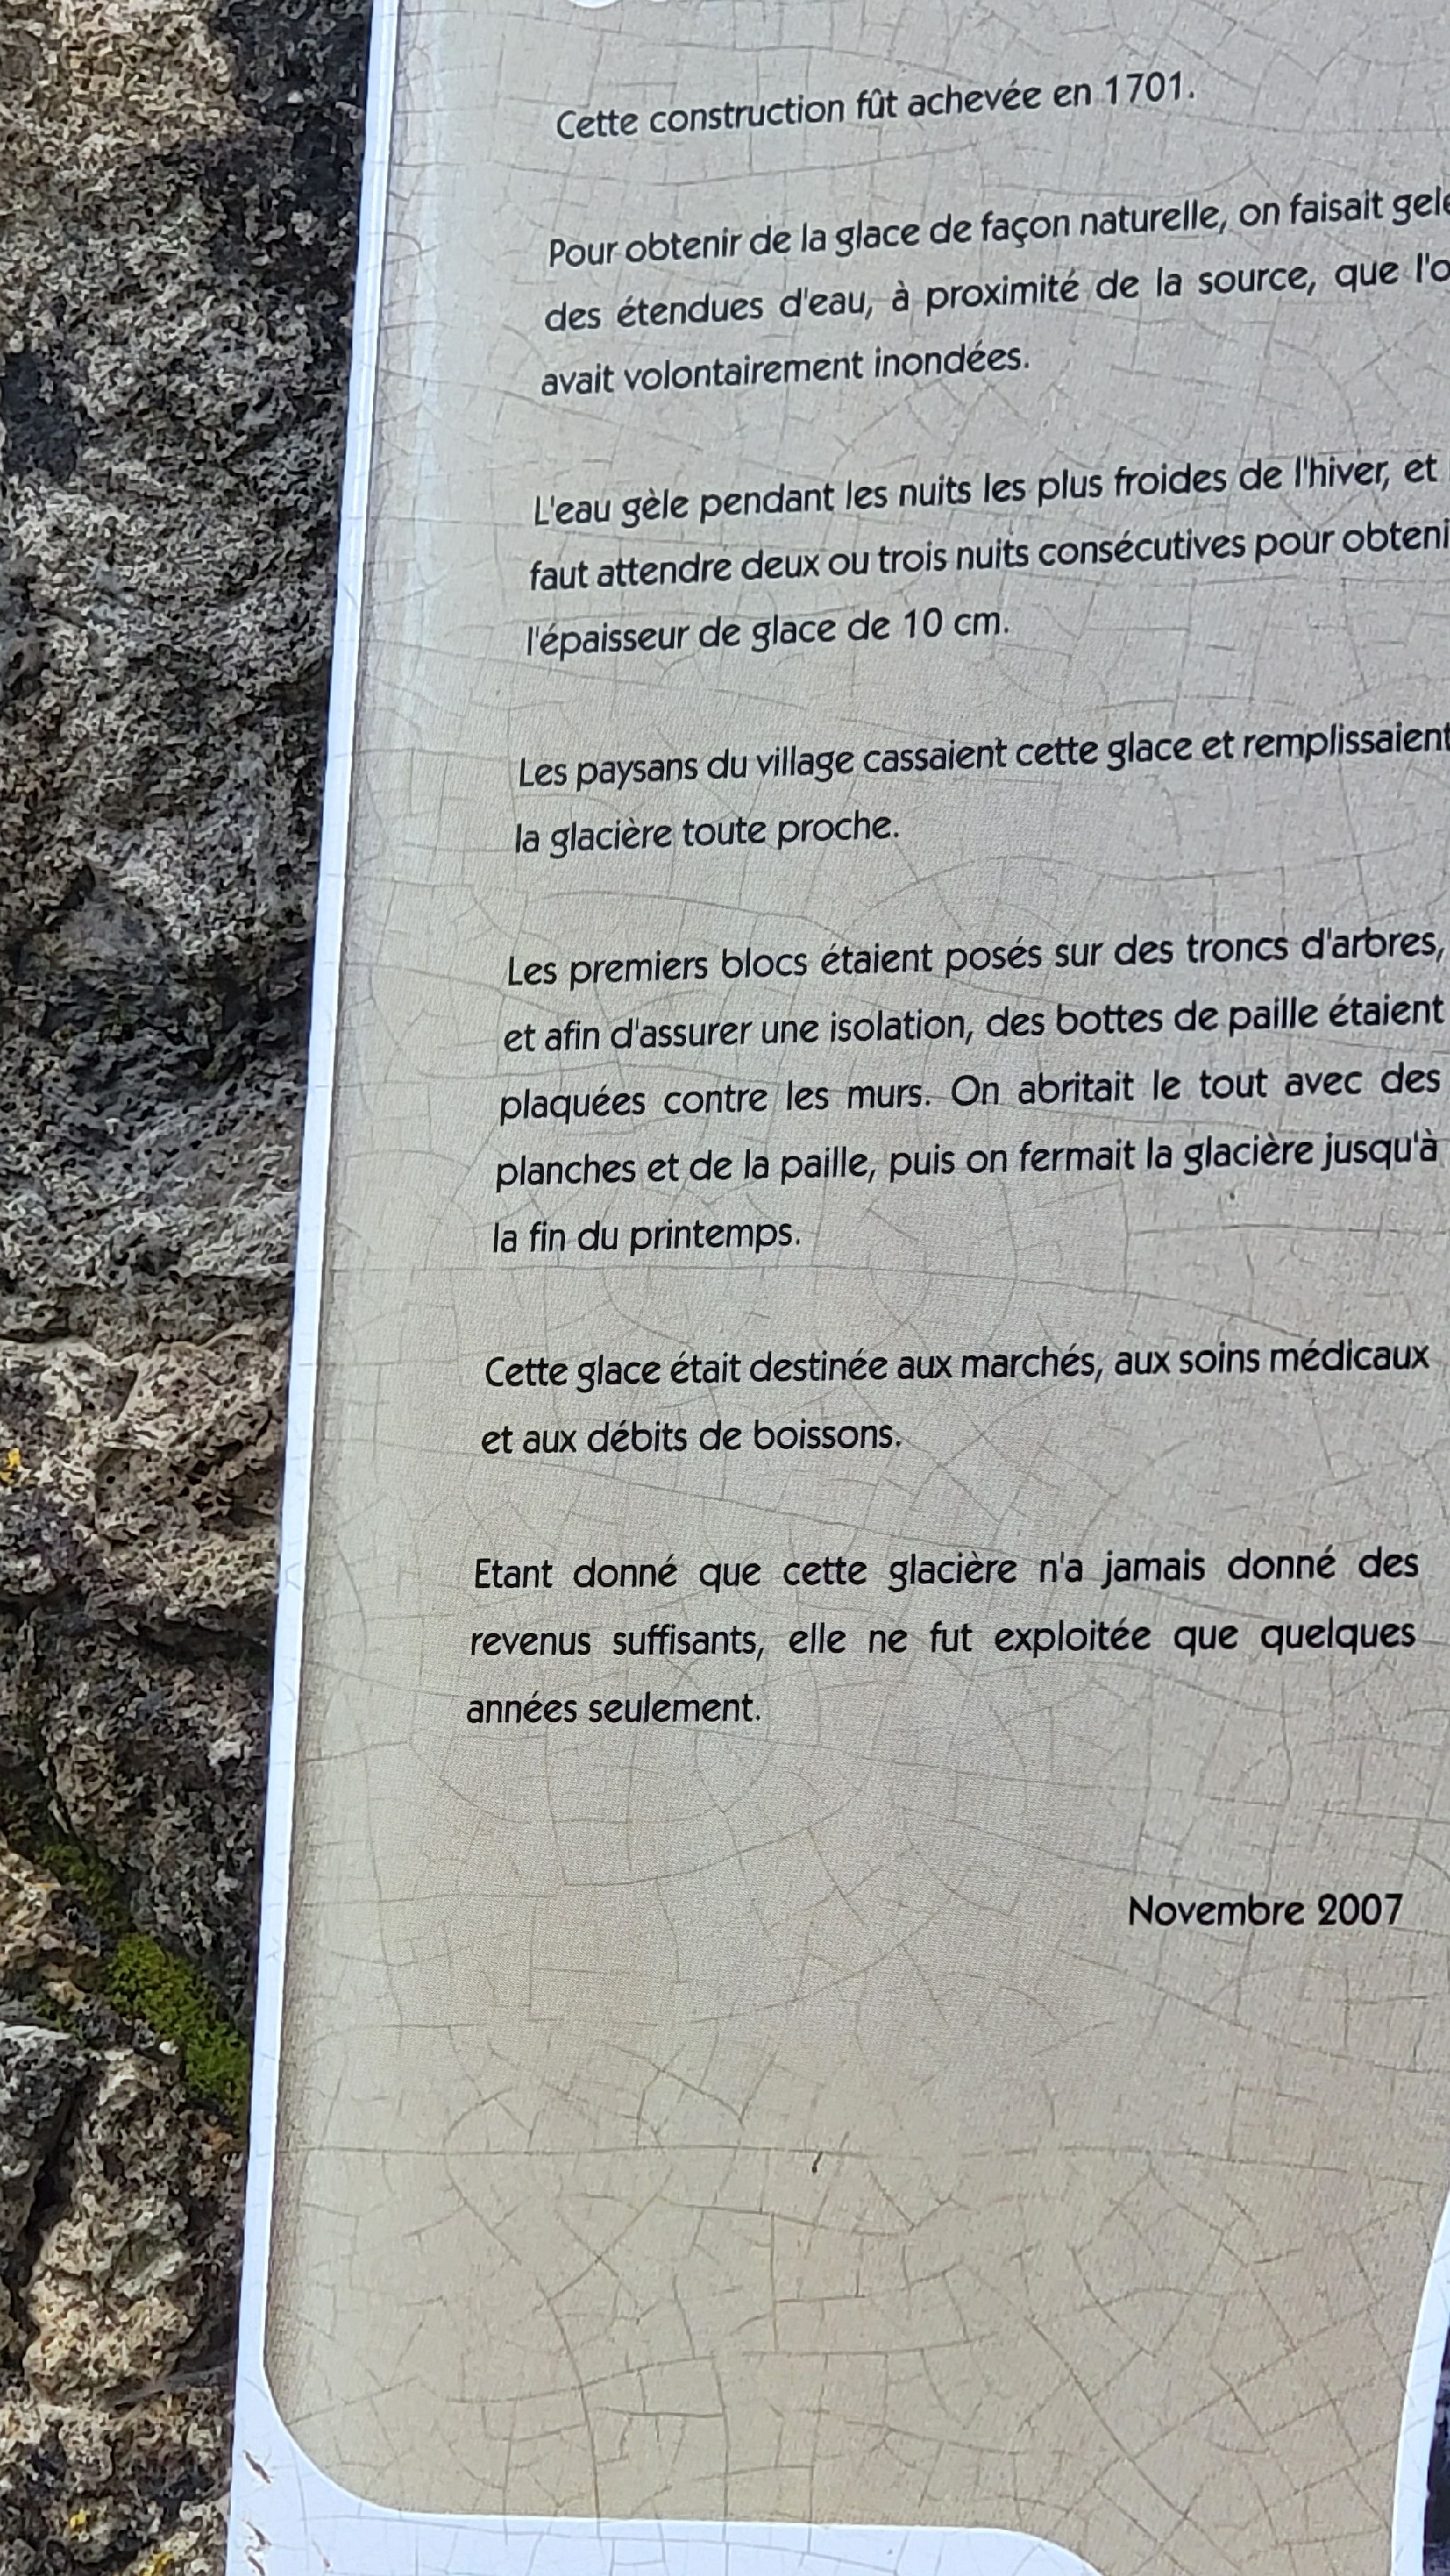 Cette construction fût achevée en 1701.
Pour obtenir de la glace de façon naturelle, on faisait
des étendues d'eau, à proximité de la source, que
avait volontairement inondées.
L'eau gèle pendant les nuits les plus froides de l'hiver, et
faut attendre deux ou trois nuits consécutives pour
l'épaisseur de glace de 10 cm.
Les paysans du village cassaient cette glace et remplissaient
la glacière toute proche.
Les premiers blocs étaient posés sur des troncs d'arbres,
et afin d'assurer une isolation, des bottes de paille étaient
plaquées contre les murs. On abritait le tout avec des
planches et de la paille, puis on fermait la glacière jusqu'à
la fin du printemps.
Cette glace était destinée aux marchés, aux soins médicaux
et aux débits de boissons.
Etant donné que cette glacière n'a jamais donné des
revenus suffisants, elle ne fut exploitée que quelques
années seulement.
Novembre 2007